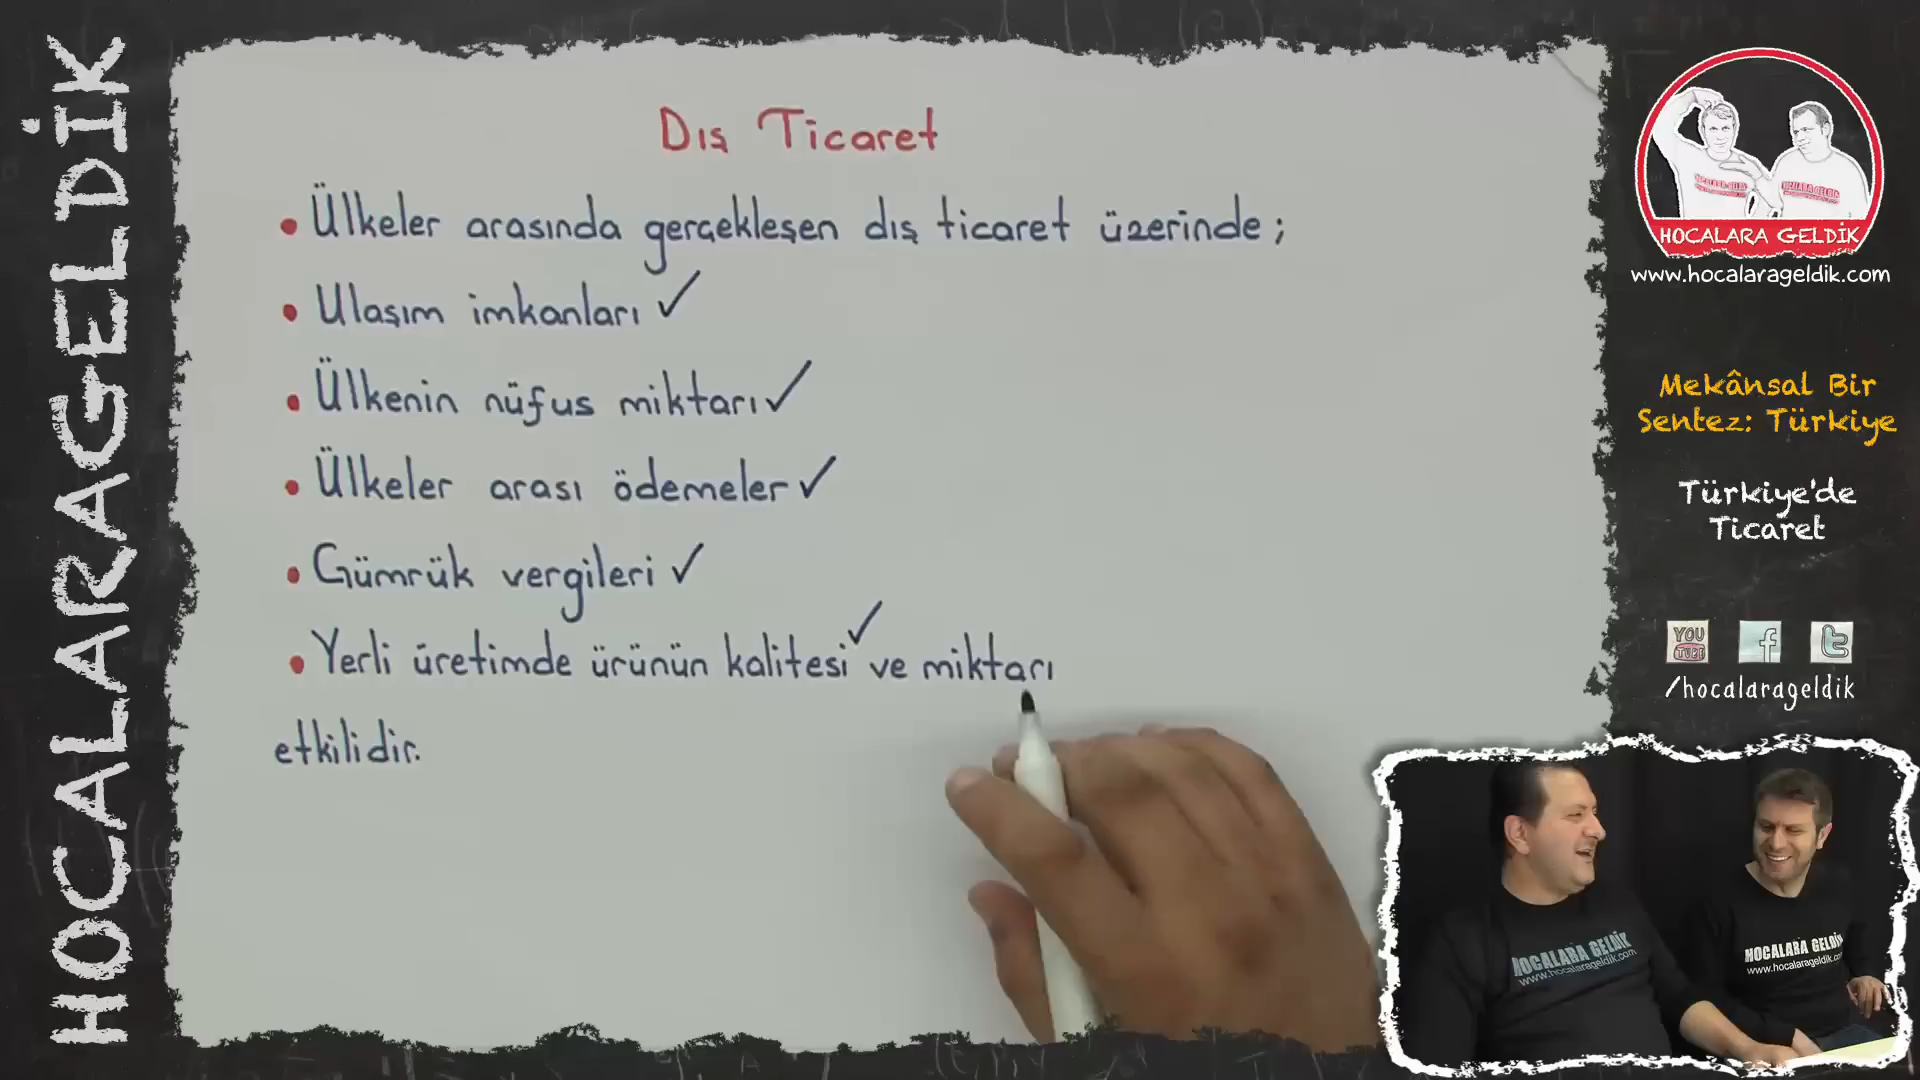 HOCALARAGELDİK
Dış Ticaret
• Ülkeler arasında gerçekleşen dış ticaret üzerinde;
• Ulaşım imkanları ✓
• Ülkenin nüfus miktarı ✓
• Ülkeler arası ödemeler ✓
• Gümrük vergileri ✓
• Yerli üretimde ürünün kalitesi ✓ ve miktarı
etkilidir.
HOCALARA GELDİK
www.hocalarageldik.com
Mekânsal Bir
Sentez: Türkiye
Türkiye'de
Ticaret
YOU
TUBE
f
t
/hocalarageldik
HOCALARA GELDİK
www.hocalarageldik.com
HOCALARA GELDİK
www.hocalarageldik.com